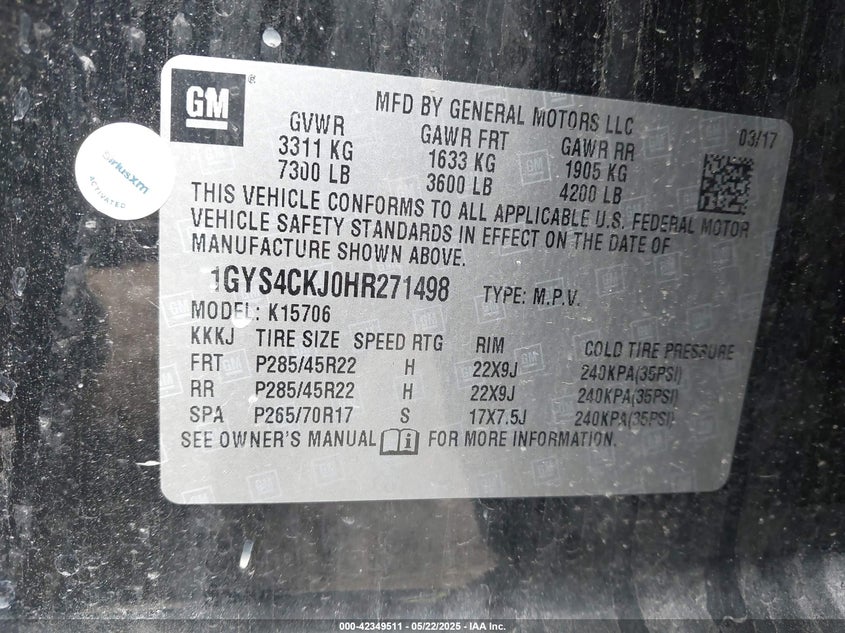 GM
®
MFD BY GENERAL MOTORS LLC
03/17
GVWR GAWR FRT GAWR RR
3311 KG 1633 KG 1905 KG
7300 LB 3600 LB 4200 LB
THIS VEHICLE CONFORMS TO ALL APPLICABLE U.S. FEDERAL MOTOR
VEHICLE SAFETY STANDARDS IN EFFECT ON THE DATE OF
MANUFACTURE SHOWN ABOVE.
1GYS4CKJ0HR271498 TYPE: M.P.V.
MODEL: K15706
KKKJ TIRE SIZE SPEED RTG RIM COLD TIRE PRESSURE
FRT P285/45R22 H 22X9J 240KPA(35PSI)
RR P285/45R22 H 22X9J 240KPA(35PSI)
SPA P265/70R17 S 17X7.5J 240KPA(35PSI)
SEE OWNER'S MANUAL i FOR MORE INFORMATION.
siriusxm
ACTIVATED
000-42349511 - 05/22/2025 - IAA Inc.